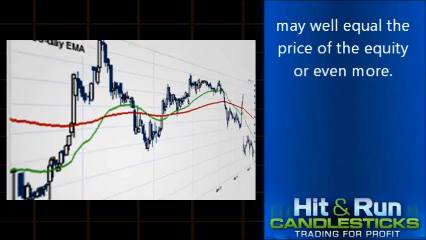 day EMA
may well equal the
price of the equity
or even more.
Hit & Run
CANDLESTICKS
TRADING FOR PROFIT